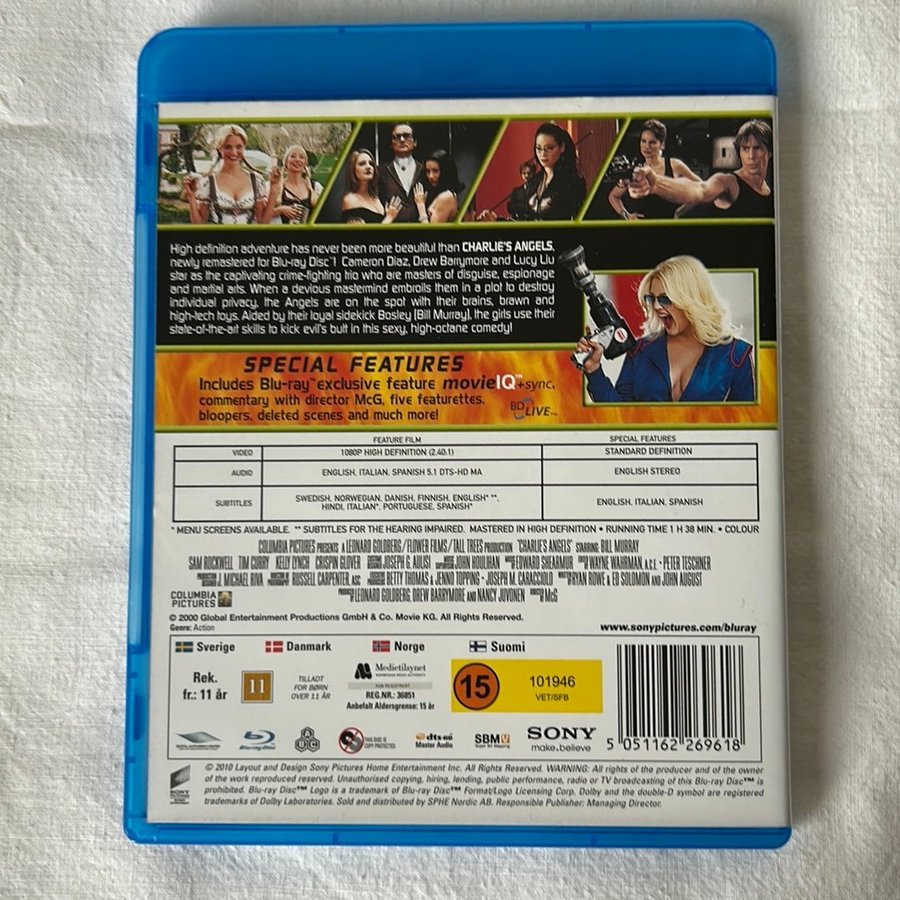 High definition adventure has never been more beautiful than CHARLIE'S ANGELS,
newly remastered for Blu-ray Disc™! Cameron Diaz, Drew Barrymore and Lucy Liu
star as the captivating crime-fighting trio who are masters of disguise, espionage
and martial arts. When a devious mastermind embroils them in a plot to destroy
individual privacy, the Angels are on the spot with their brains, brawn and
high-tech toys. Aided by their loyal sidekick Bosley (Bill Murray), the girls use their
state-of-the-art skills to kick evil's butt in this sexy, high-octane comedy!
SPECIAL FEATURES
Includes Blu-ray™ exclusive feature movieIQ™+sync,
commentary with director McG, five featurettes,
bloopers, deleted scenes and much more!
BD LIVE™
FEATURE FILM SPECIAL FEATURES
VIDEO 1080P HIGH DEFINITION (2.40:1) STANDARD DEFINITION
AUDIO ENGLISH, ITALIAN, SPANISH 5.1 DTS-HD MA ENGLISH STEREO
SUBTITLES SWEDISH, NORWEGIAN, DANISH, FINNISH, ENGLISH* **, HINDI, ITALIAN*, PORTUGUESE, SPANISH* ENGLISH, ITALIAN, SPANISH
* MENU SCREENS AVAILABLE. ** SUBTITLES FOR THE HEARING IMPAIRED. MASTERED IN HIGH DEFINITION • RUNNING TIME 1 H 38 MIN. • COLOUR
COLUMBIA PICTURES PRESENTS A LEONARD GOLDBERG/FLOWER FILMS/TALL TREES PRODUCTION "CHARLIE'S ANGELS" STARRING BILL MURRAY
SAM ROCKWELL TIM CURRY KELLY LYNCH CRISPIN GLOVER JOSEPH G. AULISI JOHN HOULIHAN EDWARD SHEARMUR WAYNE WAHRMAN, A.C.E. • PETER TESCHNER
J. MICHAEL RIVA RUSSELL CARPENTER, ASC BETTY THOMAS & JENNO TOPPING • JOSEPH M. CARACCIOLO RYAN ROWE & ED SOLOMON AND JOHN AUGUST
LEONARD GOLDBERG, DREW BARRYMORE AND NANCY JUVONEN McG
COLUMBIA
PICTURES
© 2000 Global Entertainment Productions GmbH & Co. Movie KG. All Rights Reserved.
Genre: Action
www.sonypictures.com/bluray
Sverige Danmark Norge Suomi
Rek.
fr.: 11 år
11
TILLADT
FOR BØRN
OVER 11 ÅR
Medietilsynet
REG.NR.: 36851
Anbefalt Aldersgrense: 15 år
15
101946
VET/SFB
Blu-ray Disc
ABC
THIS DISC IS
COPY PROTECTED
dts-HD
Master Audio
SBMV
Super Bit Mapping
SONY
make.believe
5 051162 269618
© 2010 Layout and Design Sony Pictures Home Entertainment Inc. All Rights Reserved. WARNING: All rights of the producer and of the owner
of the work reproduced reserved. Unauthorised copying, hiring, lending, public performance, radio or TV broadcasting of this Blu-ray Disc™ is
prohibited. Blu-ray Disc™ Logo is a trademark of Blu-ray Disc™ Format/Logo Licensing Corp. Dolby and the double-D symbol are registered
trademarks of Dolby Laboratories. Sold and distributed by SPHE Nordic AB. Responsible Publisher: Managing Director.